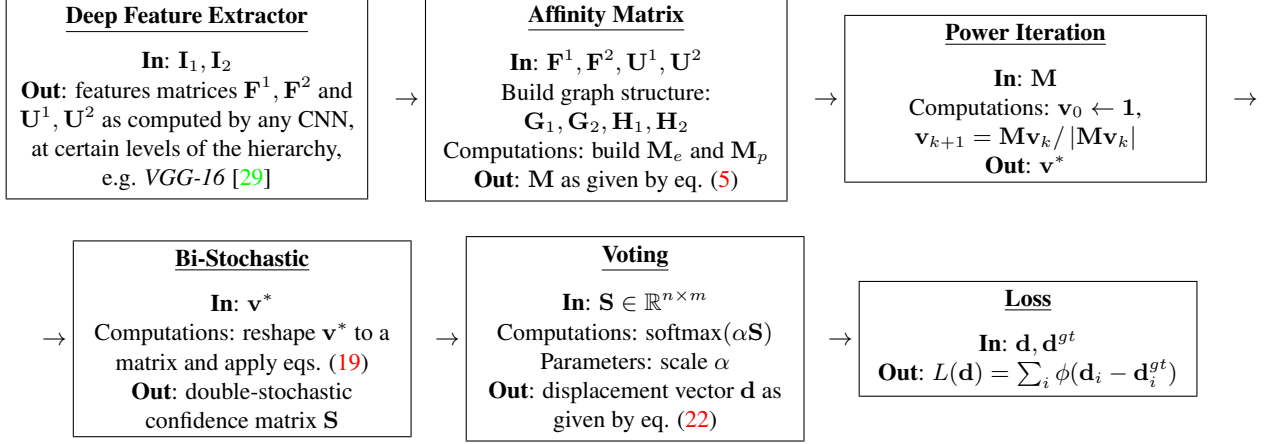 Deep Feature Extractor
In: I₁, I₂
Out: features matrices F¹, F² and
U¹, U² as computed by any CNN,
at certain levels of the hierarchy,
e.g. VGG-16 [29]
→
Affinity Matrix
In: F¹, F², U¹, U²
Build graph structure:
G₁, G₂, H₁, H₂
Computations: build Mₑ and Mₚ
Out: M as given by eq. (5)
→
Power Iteration
In: M
Computations: v₀ ← 1,
vₖ₊₁ = Mvₖ/ |Mvₖ|
Out: v*
→
→
Bi-Stochastic
In: v*
Computations: reshape v* to a
matrix and apply eqs. (19)
Out: double-stochastic
confidence matrix S
→
Voting
In: S ∈ ℝⁿˣᵐ
Computations: softmax(αS)
Parameters: scale α
Out: displacement vector d as
given by eq. (22)
→
Loss
In: d, d^{gt}
Out: L(d) = ∑ᵢ ϕ(dᵢ − dᵢ^{gt})